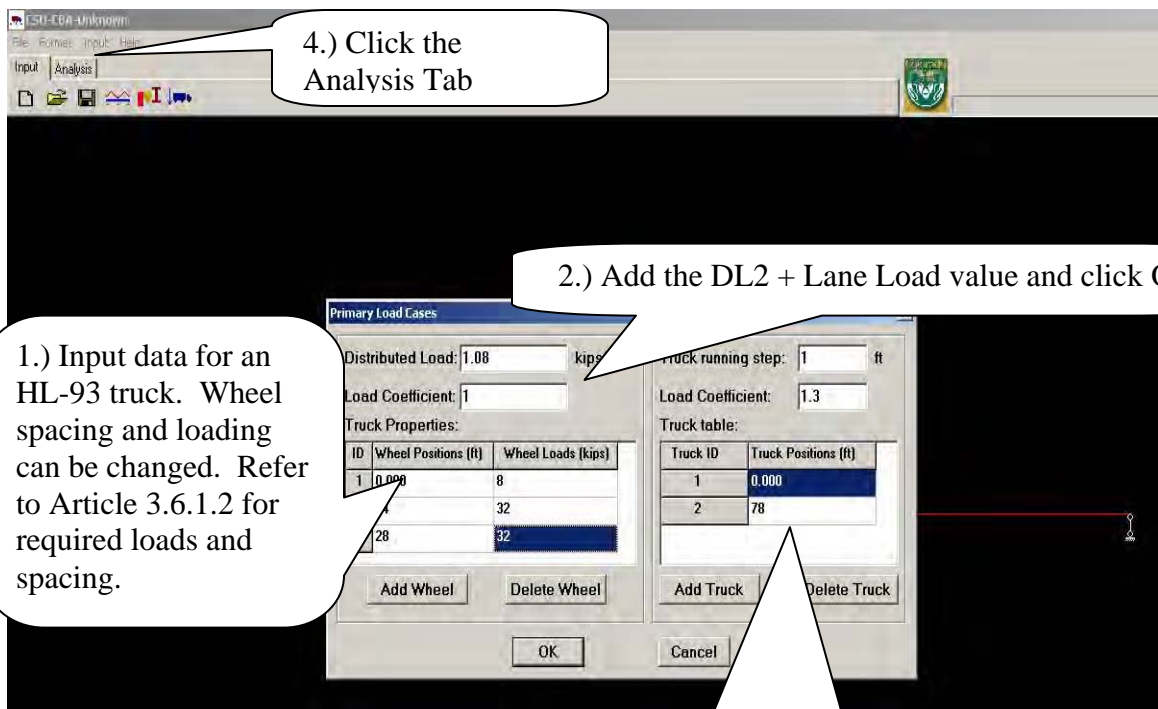 CSU-CBA-Unknown
File Format Input Help
Input Analysis
4.) Click the
Analysis Tab
2.) Add the DL2 + Lane Load value and click
1.) Input data for an
HL-93 truck. Wheel
spacing and loading
can be changed. Refer
to Article 3.6.1.2 for
required loads and
spacing.
Primary Load Cases
Distributed Load: 1.08 kips
Load Coefficient: 1
Truck Properties:
ID Wheel Positions (ft) Wheel Loads (kips)
1 0.000 8
32
28 32
Add Wheel Delete Wheel
Truck running step: 1 ft
Load Coefficient: 1.3
Truck table:
Truck ID Truck Positions (ft)
1 0.000
2 78
Add Truck Delete Truck
OK Cancel